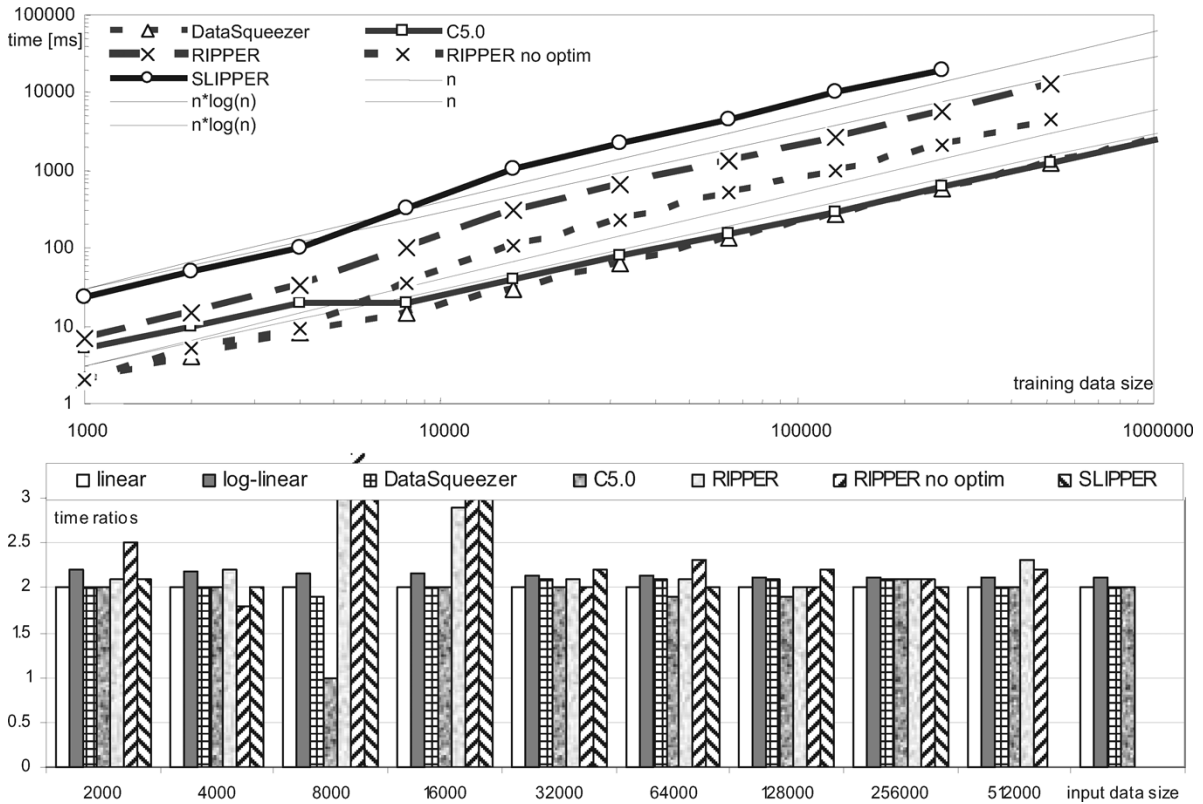 100000
time [ms]
DataSqueezer
C5.0
RIPPER
RIPPER no optim
SLIPPER
n
n*log(n)
n
n*log(n)
10000
1000
100
10
1
training data size
1000
10000
100000
1000000
linear
log-linear
DataSqueezer
C5.0
RIPPER
RIPPER no optim
SLIPPER
3
time ratios
2.5
2
1.5
1
0.5
0
2000
4000
8000
16000
32000
64000
128000
256000
512000
input data size